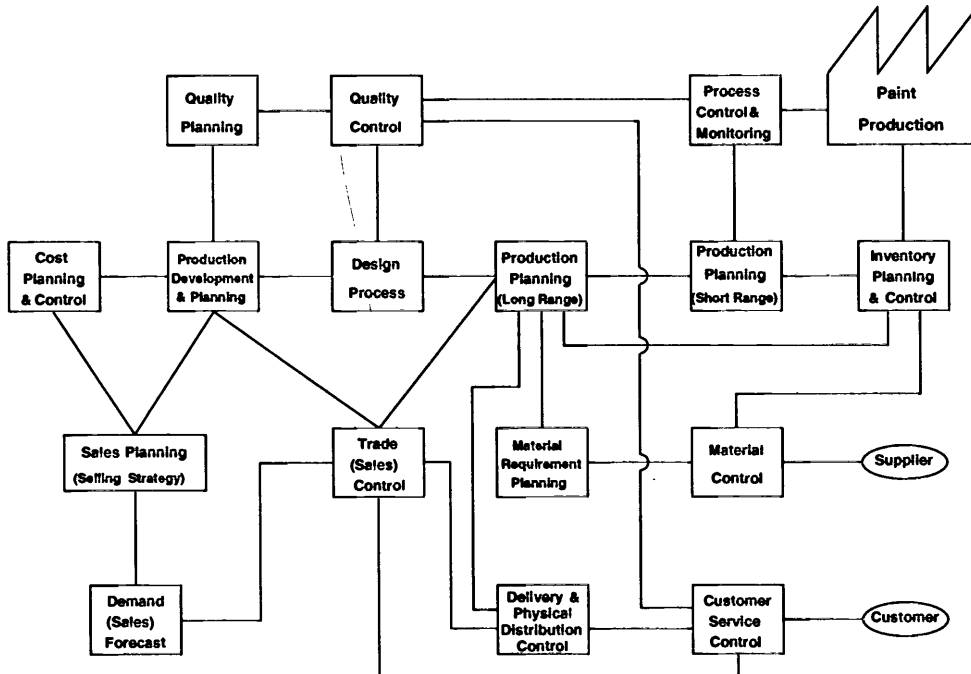 Quality
Planning
Quality
Control
Process
Control &
Monitoring
Paint
Production
Cost
Planning
& Control
Production
Development
& Planning
Design
Process
Production
Planning
(Long Range)
Production
Planning
(Short Range)
Inventory
Planning
& Control
Sales Planning
(Selling Strategy)
Trade
(Sales)
Control
Material
Requirement
Planning
Material
Control
Supplier
Demand
(Sales)
Forecast
Delivery &
Physical
Distribution
Control
Customer
Service
Control
Customer